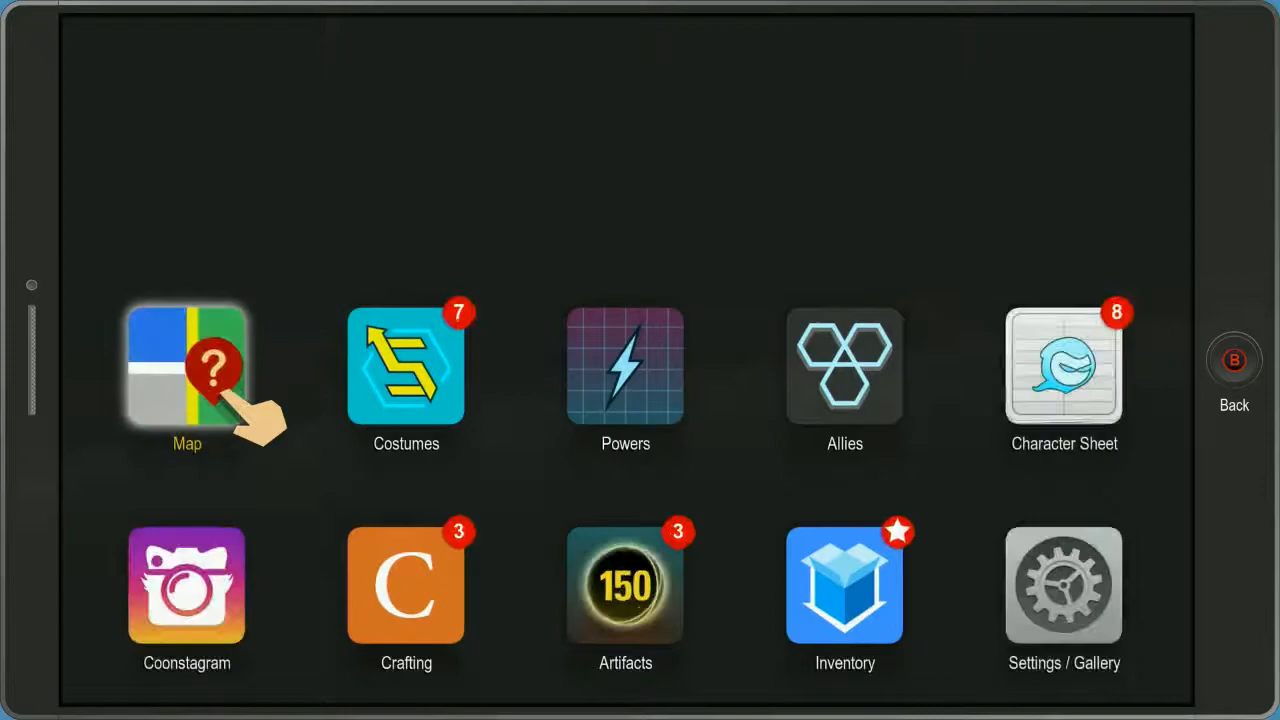 7
8
?
B
Back
Map
Costumes
Powers
Allies
Character Sheet
3
3
C
150
Coonstagram
Crafting
Artifacts
Inventory
Settings / Gallery